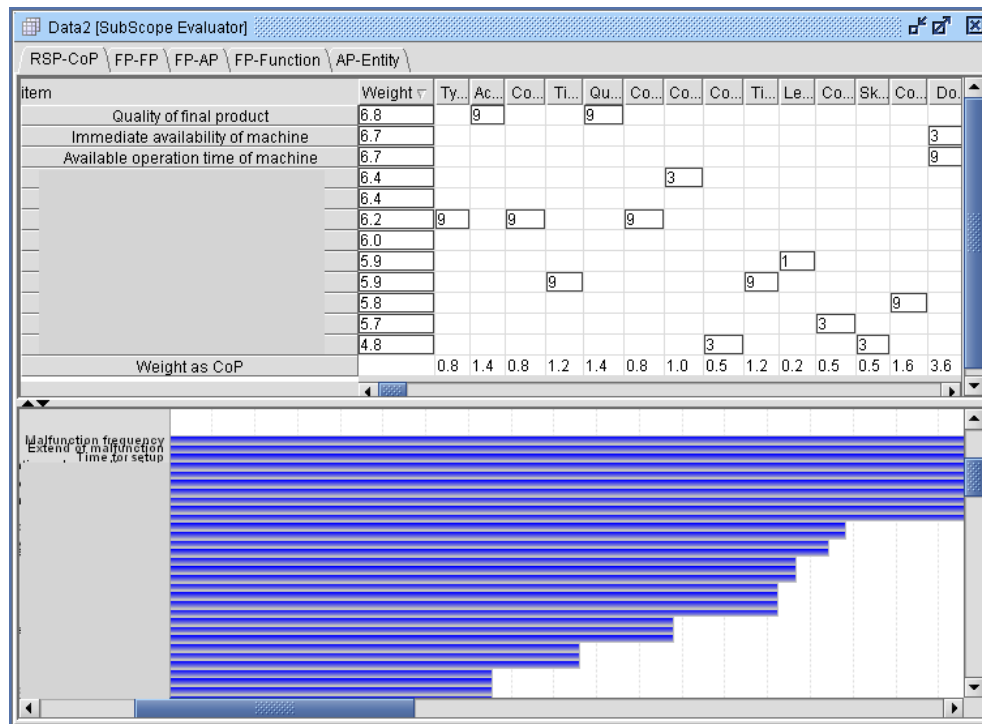 Data2 [SubScope Evaluator]
RSP-CoP FP-FP FP-AP FP-Function AP-Entity
item Weight Ty... Ac... Co... Ti... Qu... Co... Co... Co... Ti... Le... Co... Sk... Co... Do.
Quality of final product 6.8 9 9
Immediate availability of machine 6.7 3
Available operation time of machine 6.7 9
6.4 3
6.4
6.2 9 9 9
6.0
5.9 1
5.9 9 9
5.8 9
5.7 3
4.8 3 3
Weight as CoP 0.8 1.4 0.8 1.2 1.4 0.8 1.0 0.5 1.2 0.2 0.5 0.5 1.6 3.6
Malfunction frequency
Extend of malfunction
Time for setup